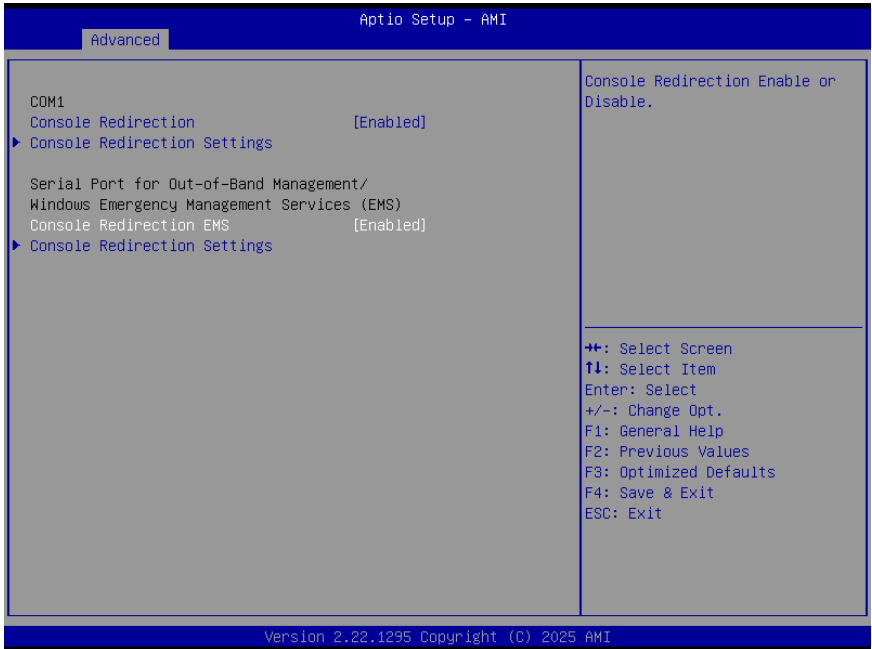 Aptio Setup – AMI
Advanced
COM1
Console Redirection [Enabled]
Console Redirection Settings
Serial Port for Out-of-Band Management/
Windows Emergency Management Services (EMS)
Console Redirection EMS [Enabled]
Console Redirection Settings
Console Redirection Enable or
Disable.
→←: Select Screen
↑↓: Select Item
Enter: Select
+/-: Change Opt.
F1: General Help
F2: Previous Values
F3: Optimized Defaults
F4: Save & Exit
ESC: Exit
Version 2.22.1295 Copyright (C) 2025 AMI